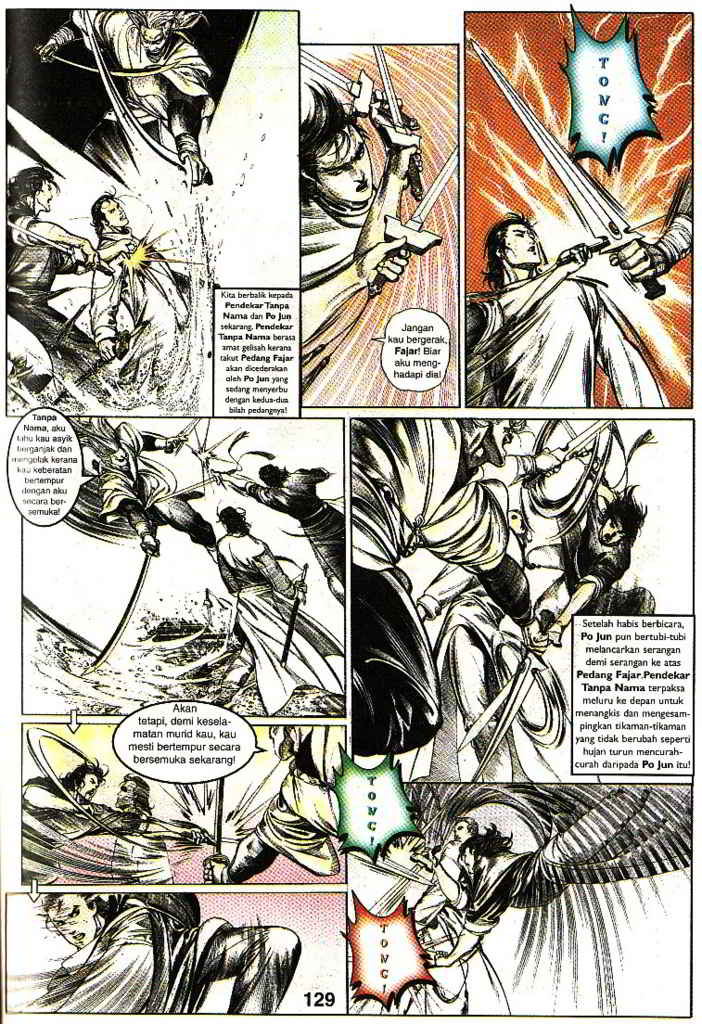 Kita berbalik kepada
Pendekar Tanpa
Nama dan Po Jun
sekarang. Pendekar
Tanpa Nama berasa
amat gelisah kerana
takut Pedang Fajar
akan dicederakan
oleh Po Jun yang
sedang menyerbu
dengan kedua-dua
bilah pedangnya!
Jangan
kau bergerak,
Fajar! Biar
aku meng-
hadapi dia!
TONG!
Tanpa
Nama, aku
tahu kau asyik
berganjak dan
mengelak kerana
kau keberatan
bertempur
dengan aku
secara ber-
semuka!
Setelah habis berbicara,
Po Jun pun bertubi-tubi
melancarkan serangan
demi serangan ke atas
Pedang Fajar.Pendekar
Tanpa Nama terpaksa
meluru ke depan untuk
menangkis dan mengesam-
pingkan tikaman-tikaman
yang tidak berubah seperti
hujan turun mencurah-
curah daripada Po Jun itu!
Akan
tetapi, demi kesela-
matan murid kau, kau
mesti bertempur secara
bersemuka sekarang!
TONG!
TONG!
129